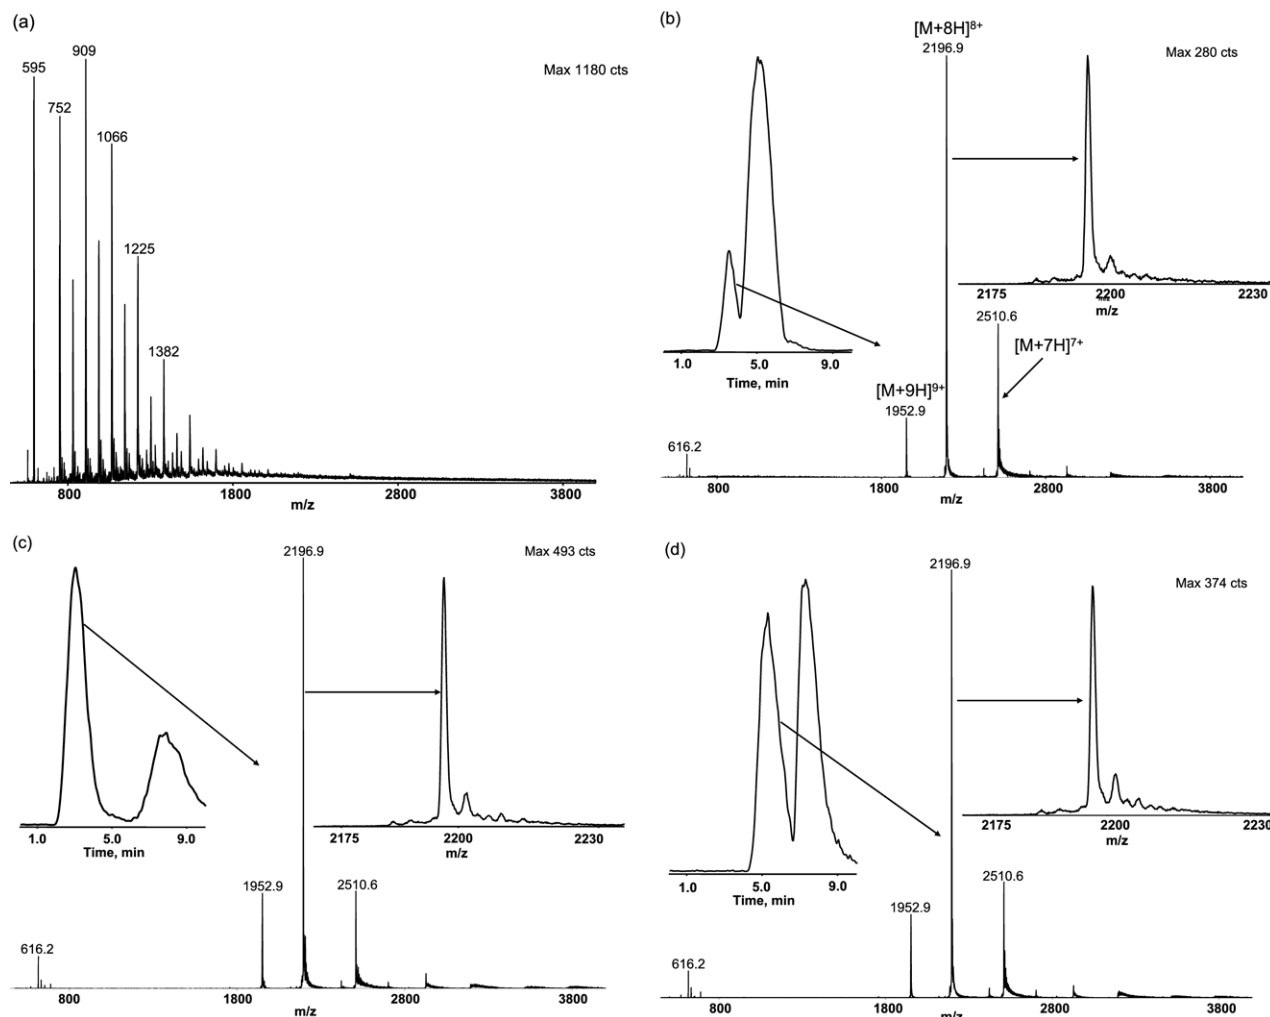 (a)
909
595
752
1066
1225
1382
Max 1180 cts
800 1800 2800 3800
m/z
(b)
[M+8H]8+
2196.9
Max 280 cts
2175 2200 2230
m/z
2510.6
[M+7H]7+
[M+9H]9+
1952.9
616.2
1.0 5.0 9.0
Time, min
800 1800 2800 3800
m/z
(c)
2196.9
Max 493 cts
1.0 5.0 9.0
Time, min
2175 2200 2230
m/z
1952.9
2510.6
616.2
800 1800 2800 3800
m/z
(d)
2196.9
Max 374 cts
1.0 5.0 9.0
Time, min
2175 2200 2230
m/z
2510.6
1952.9
616.2
800 1800 2800 3800
m/z